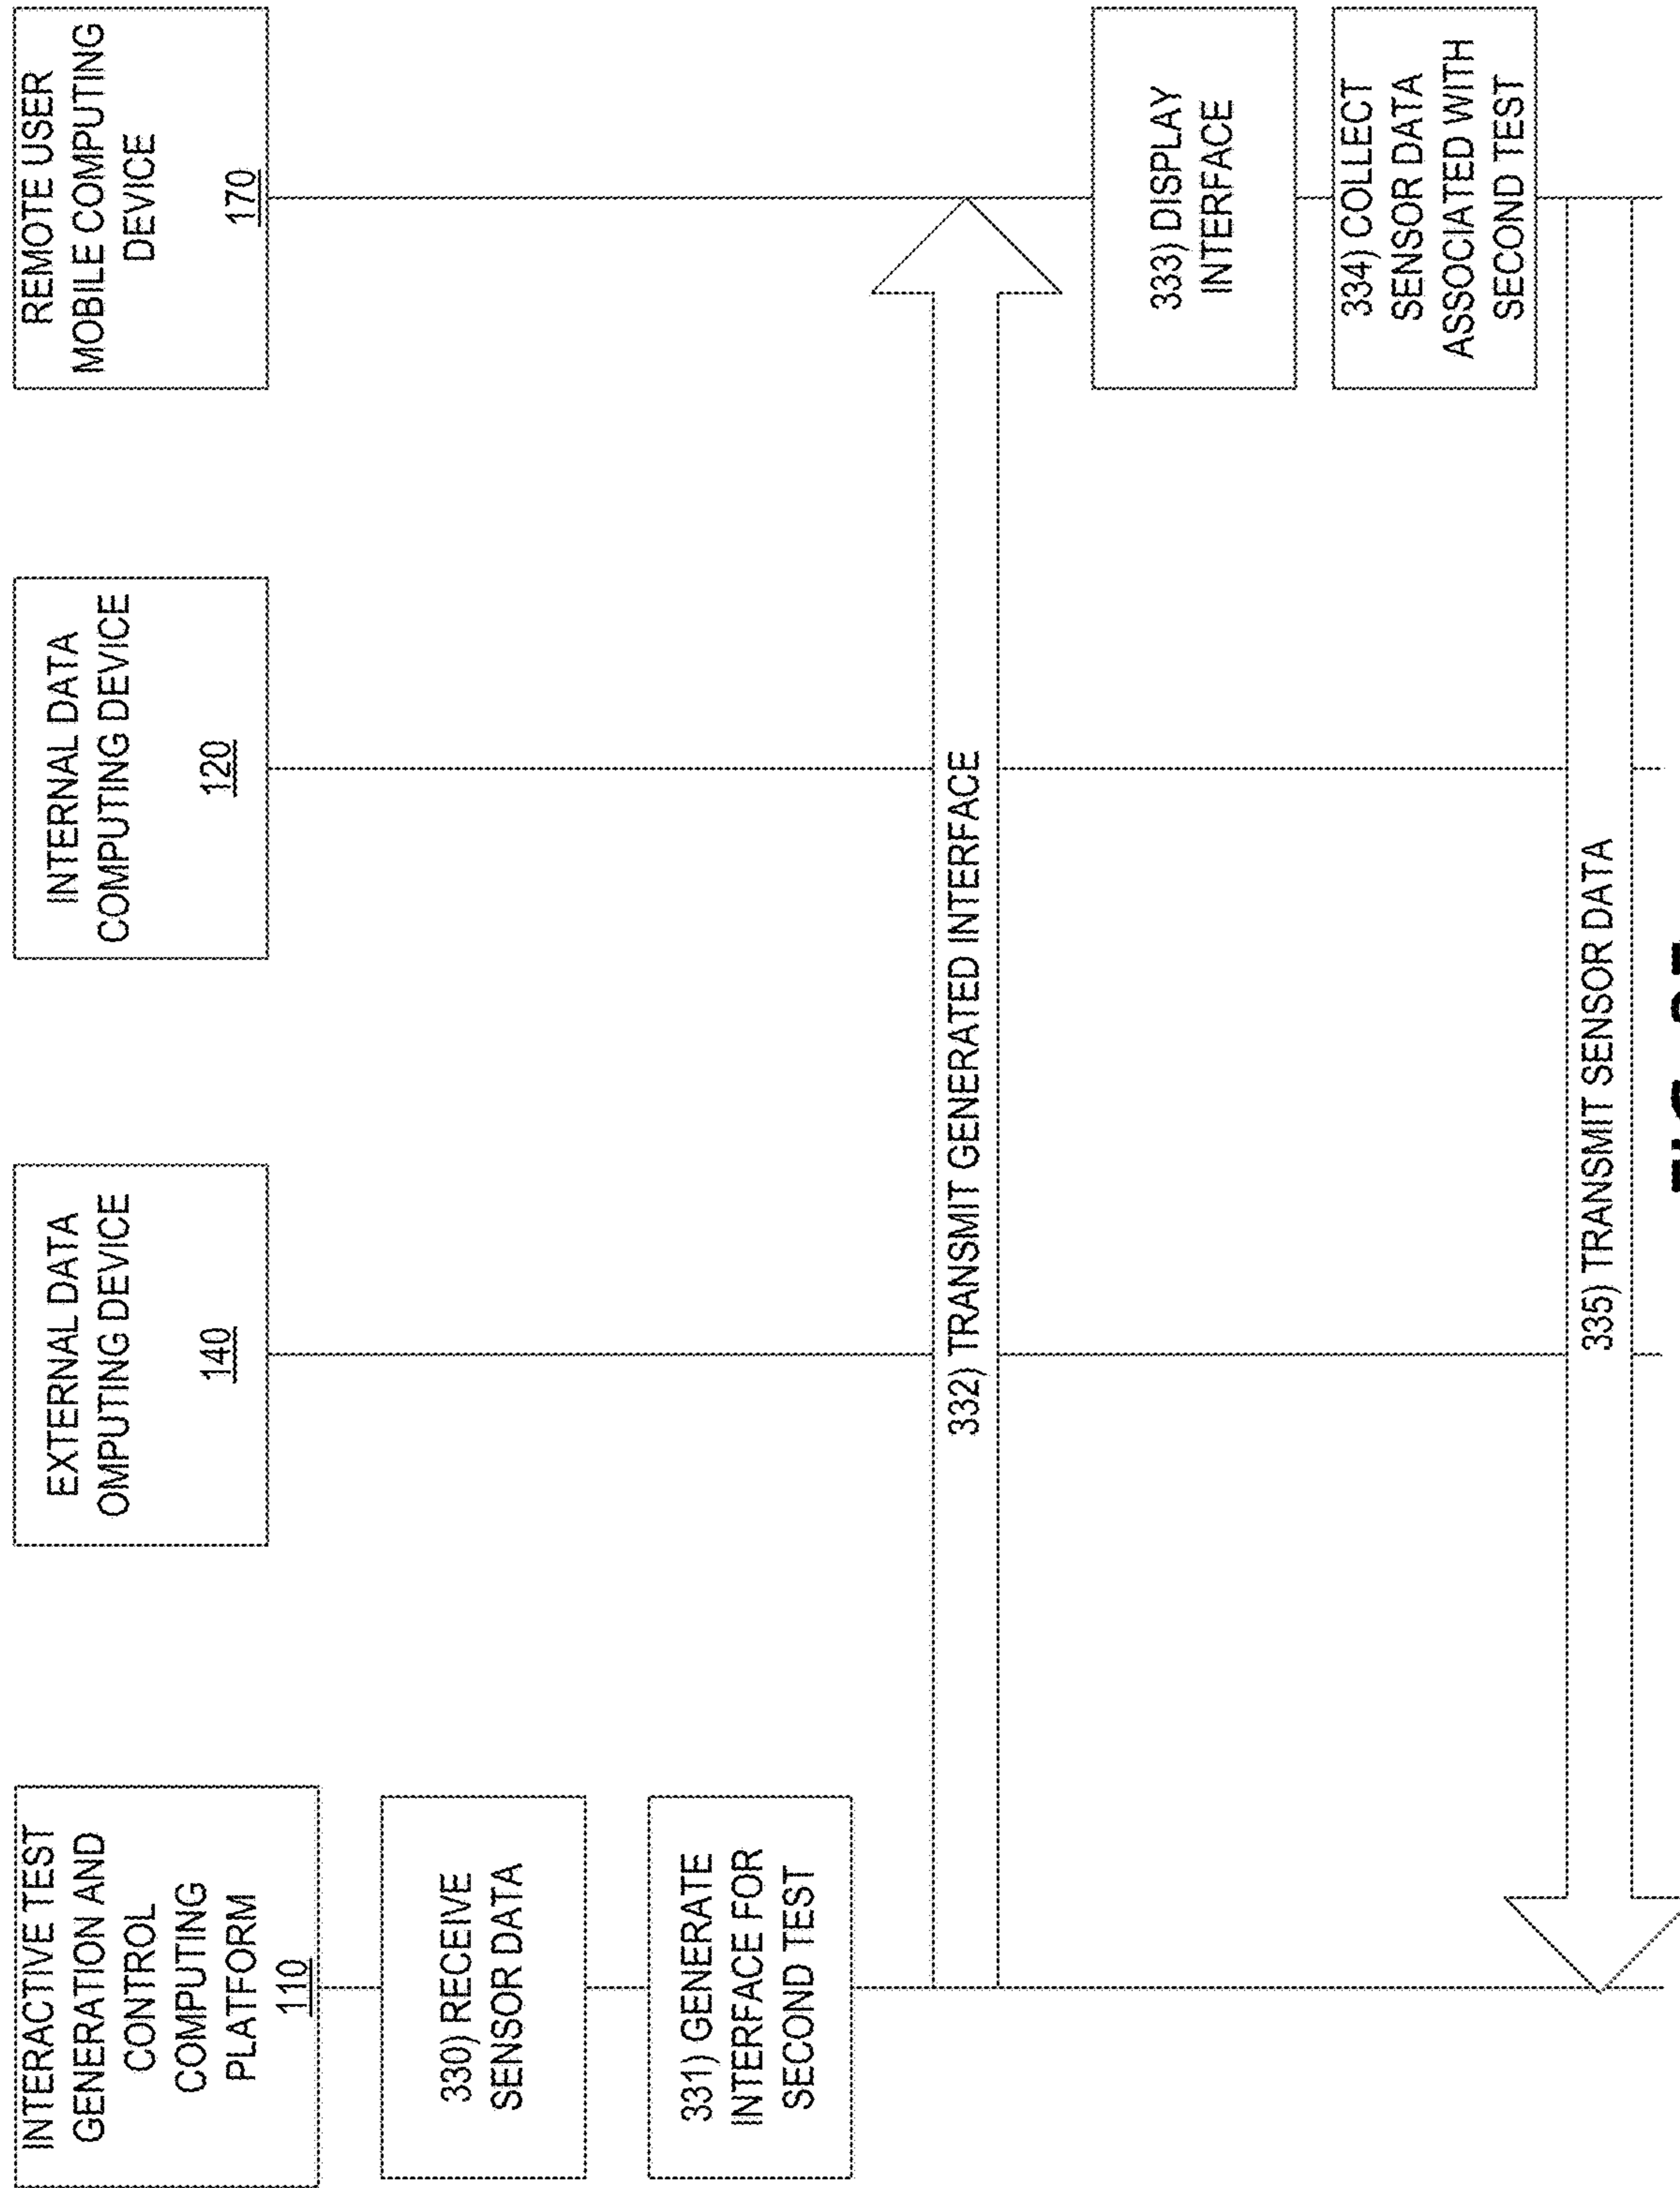 INTERACTIVE TEST
GENERATION AND
CONTROL
COMPUTING
PLATFORM
110
EXTERNAL DATA
OMPUTING DEVICE
140
INTERNAL DATA
COMPUTING DEVICE
120
REMOTE USER
MOBILE COMPUTING
DEVICE
170
330) RECEIVE
SENSOR DATA
331) GENERATE
INTERFACE FOR
SECOND TEST
332) TRANSMIT GENERATED INTERFACE
333) DISPLAY
INTERFACE
334) COLLECT
SENSOR DATA
ASSOCIATED WITH
SECOND TEST
335) TRANSMIT SENSOR DATA